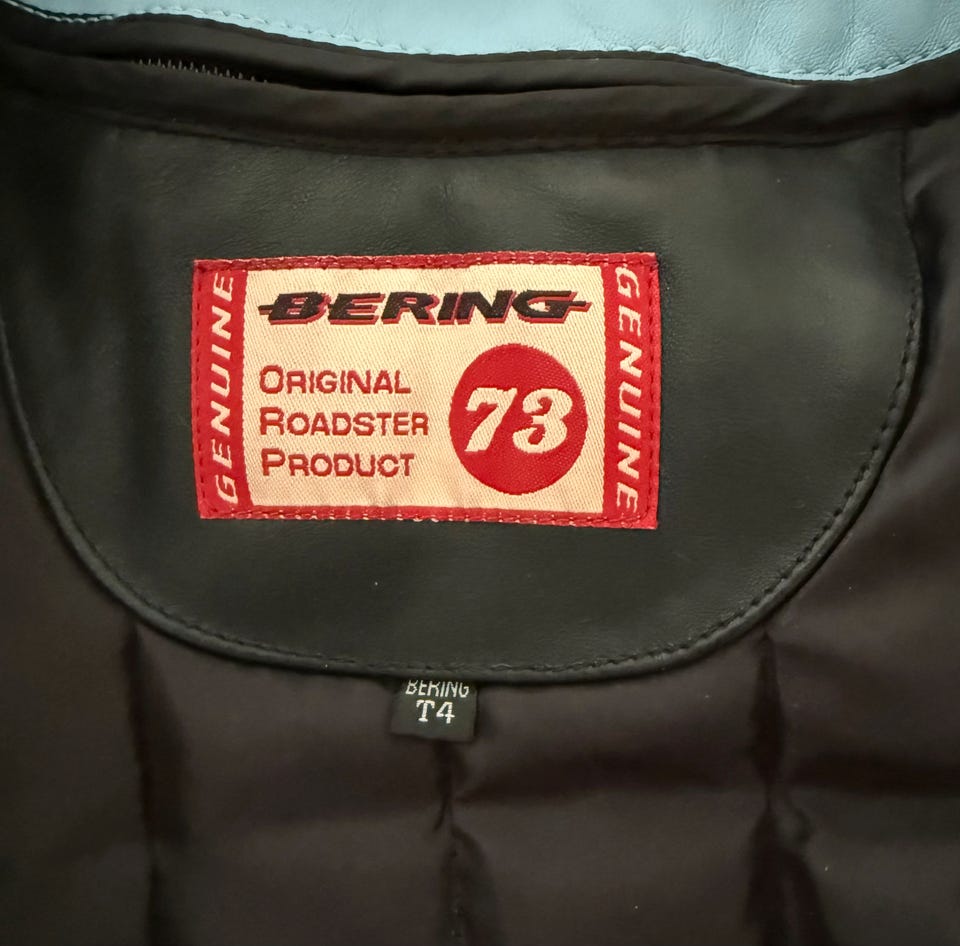 BERING
GENUINE
ORIGINAL
ROADSTER
PRODUCT
73
GENUINE
BERING
T4